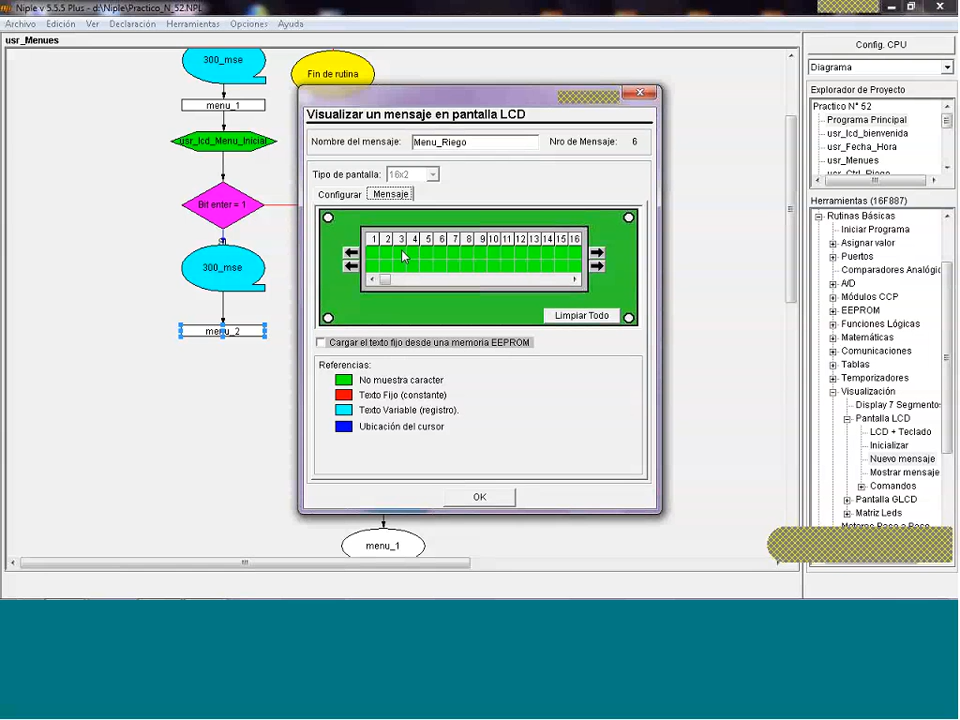 Niple v 5.5.5 Plus - d:\Niple\Practico_N_52.NPL
Archivo Edición Ver Declaración Herramientas Opciones Ayuda
usr_Menues
300_mse
menu_1
usr_lcd_Menu_Inicial
Bit enter = 1
300_mse
menu_2
Fin de rutina
menu_1
Visualizar un mensaje en pantalla LCD
Nombre del mensaje: Menu_Riego Nro de Mensaje: 6
Tipo de pantalla: 16x2
Configurar Mensaje
1 2 3 4 5 6 7 8 9 10 11 12 13 14 15 16
Limpiar Todo
Cargar el texto fijo desde una memoria EEPROM
Referencias:
No muestra caracter
Texto Fijo (constante)
Texto Variable (registro).
Ubicación del cursor
OK
Config. CPU
Diagrama
Explorador de Proyecto
Practico N° 52
Programa Principal
usr_lcd_bienvenida
usr_Fecha_Hora
usr_Menues
usr_Ctrl_Riego
Herramientas (16F887)
Rutinas Básicas
Iniciar Programa
Asignar valor
Puertos
Comparadores Analógic
A/D
Módulos CCP
EEPROM
Funciones Lógicas
Matemáticas
Comunicaciones
Tablas
Temporizadores
Visualización
Display 7 Segmentos
Pantalla LCD
LCD + Teclado
Inicializar
Nuevo mensaje
Mostrar mensaje
Comandos
Pantalla GLCD
Matriz Leds